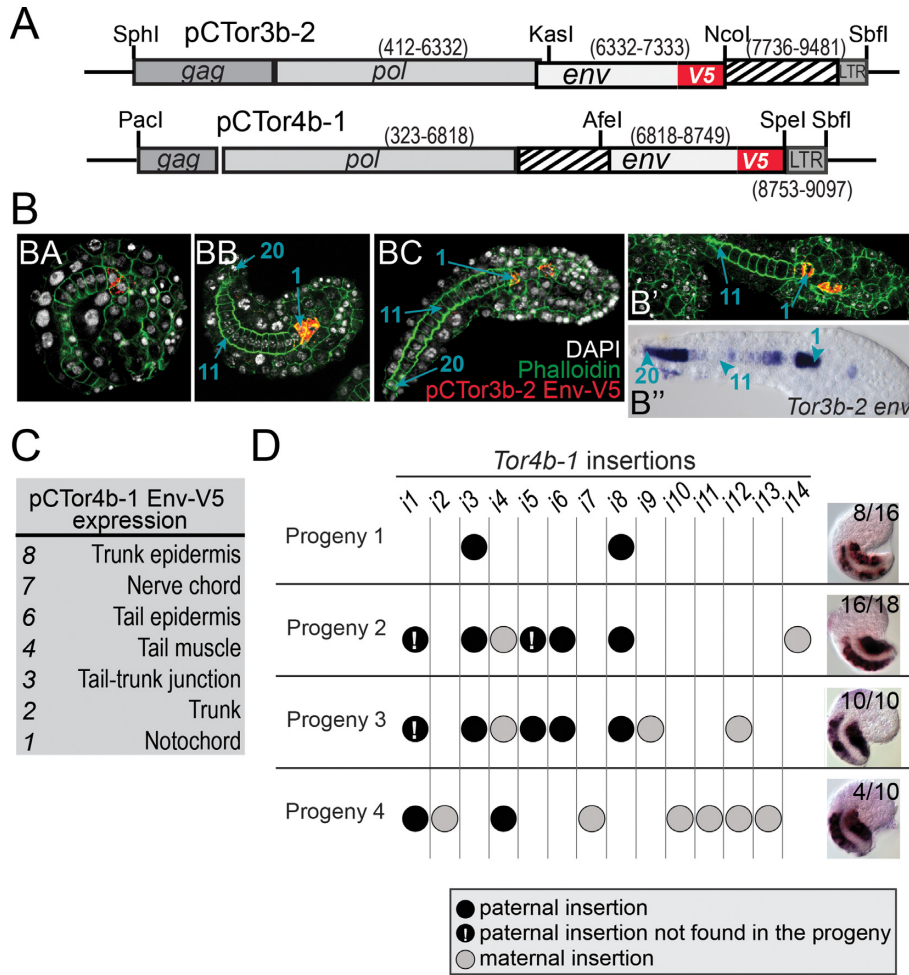 A
pCTor3b-2
SphI
(412-6332)
KasI
(6332-7333)
NcoI
(7736-9481)
SbfI
gag
pol
env
V5
LTR
PacI
pCTor4b-1
(323-6818)
AfeI
(6818-8749)
SpeI
SbfI
gag
pol
env
V5
LTR
(8753-9097)
B
BA
BB
20
1
11
BC
1
11
20
DAPI
Phalloidin
pCTor3b-2 Env-V5
11
1
B'
1
20
11
B''
Tor3b-2 env
C
pCTor4b-1 Env-V5
expression
8 Trunk epidermis
7 Nerve chord
6 Tail epidermis
4 Tail muscle
3 Tail-trunk junction
2 Trunk
1 Notochord
D
Tor4b-1 insertions
i1 i2 i3 i4 i5 i6 i7 i8 i9 i10 i11 i12 i13 i14
Progeny 1
8/16
Progeny 2
! !
16/18
Progeny 3
!
10/10
Progeny 4
4/10
paternal insertion
! paternal insertion not found in the progeny
maternal insertion